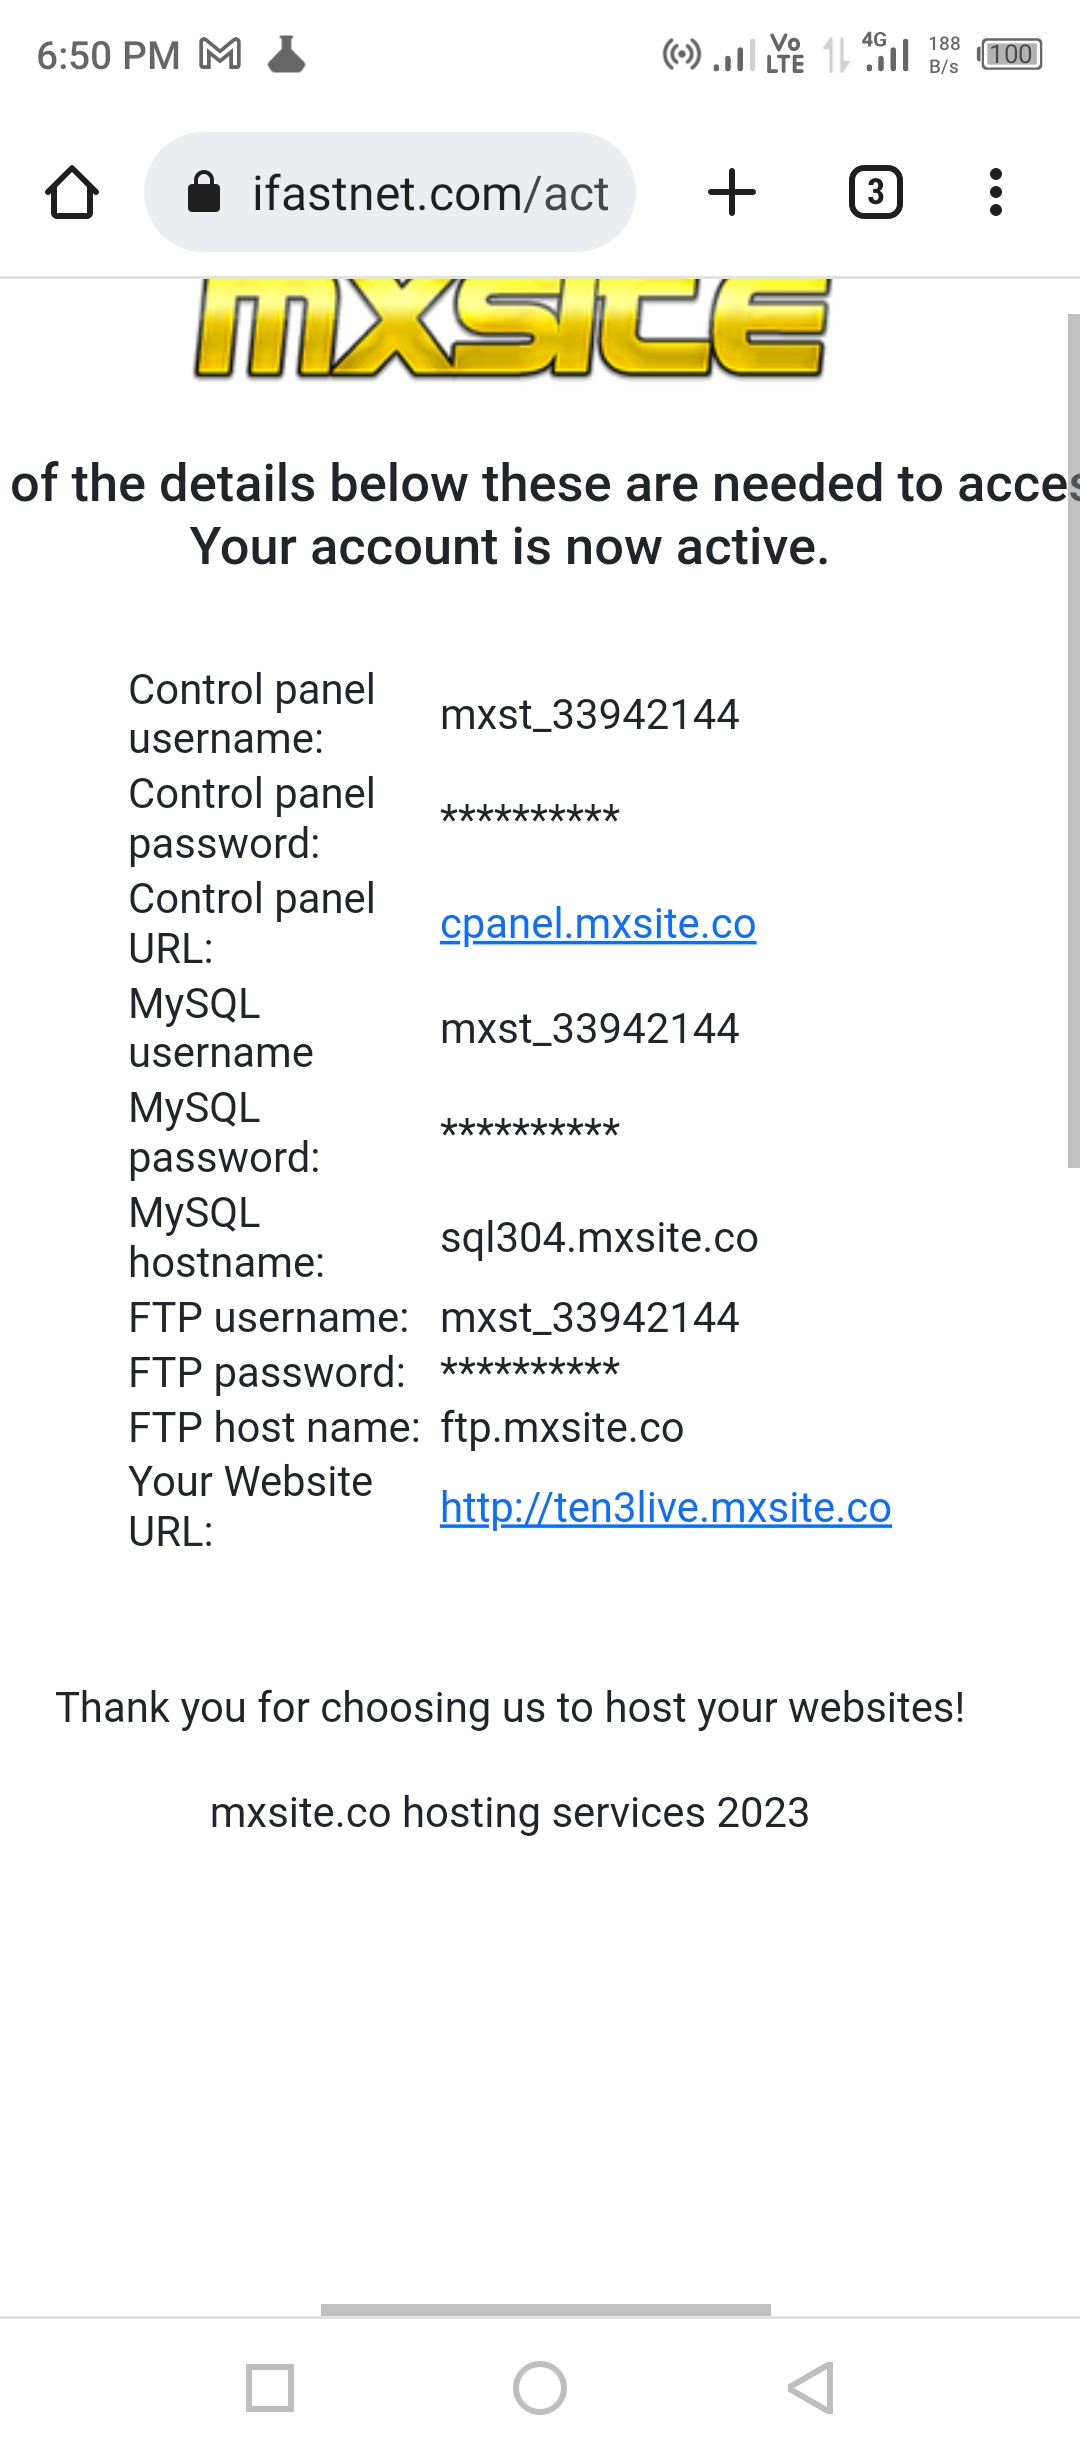 6:50 PM
Vo LTE 4G 188 B/s 100
ifastnet.com/act
3
mxsite
of the details below these are needed to acces
Your account is now active.
Control panel
username:
mxst_33942144
Control panel
password:
**********
Control panel
URL:
cpanel.mxsite.co
MySQL
username
mxst_33942144
MySQL
password:
**********
MySQL
hostname:
sql304.mxsite.co
FTP username: mxst_33942144
FTP password: **********
FTP host name: ftp.mxsite.co
Your Website
URL:
http://ten3live.mxsite.co
Thank you for choosing us to host your websites!
mxsite.co hosting services 2023